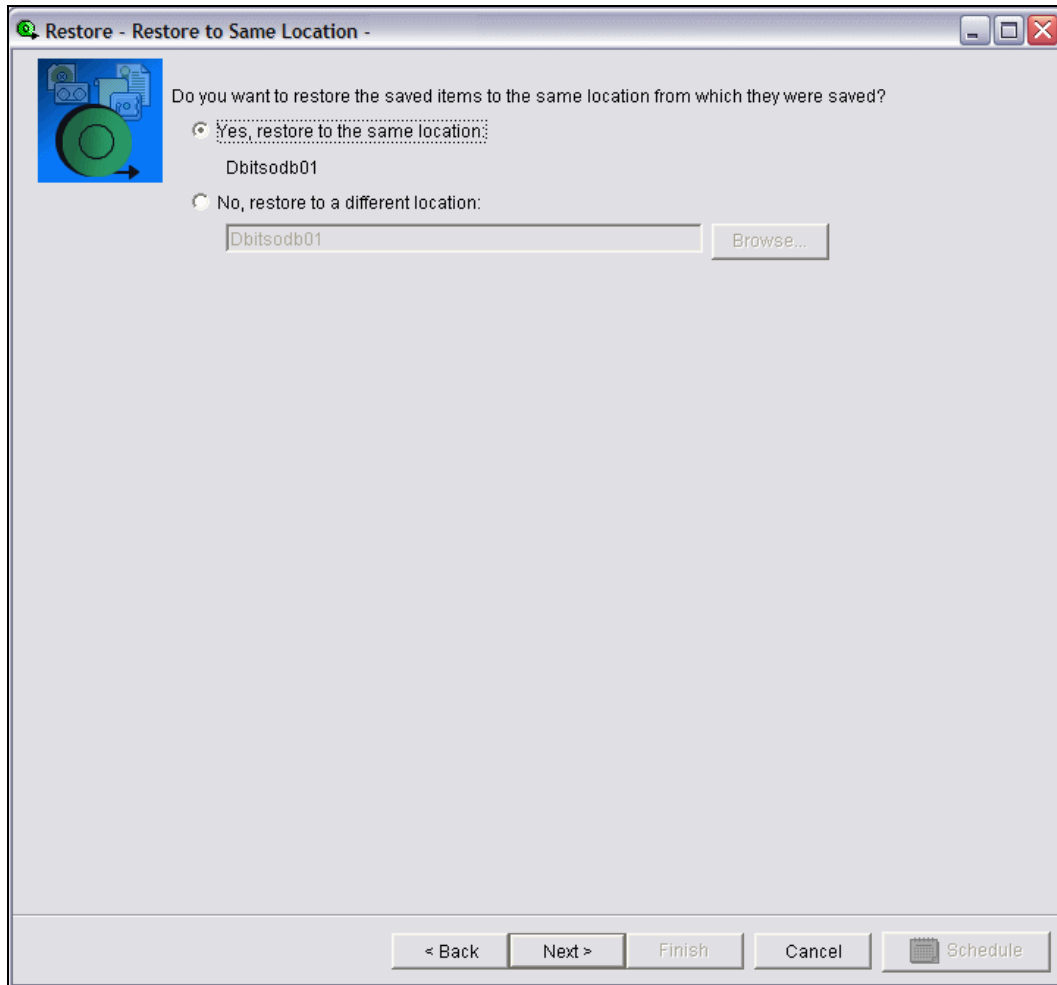 Restore - Restore to Same Location -
Do you want to restore the saved items to the same location from which they were saved?
Yes, restore to the same location:
Dbitsodb01
No, restore to a different location:
Dbitsodb01 Browse...
< Back Next > Finish Cancel Schedule